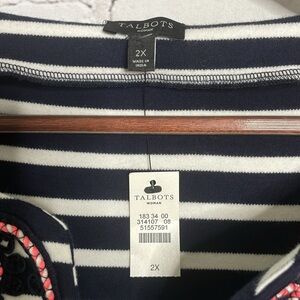 TALBOTS
WOMAN
2X
MADE IN
INDIA
TALBOTS
WOMAN
183 34 00
314107 08
51557591
2X